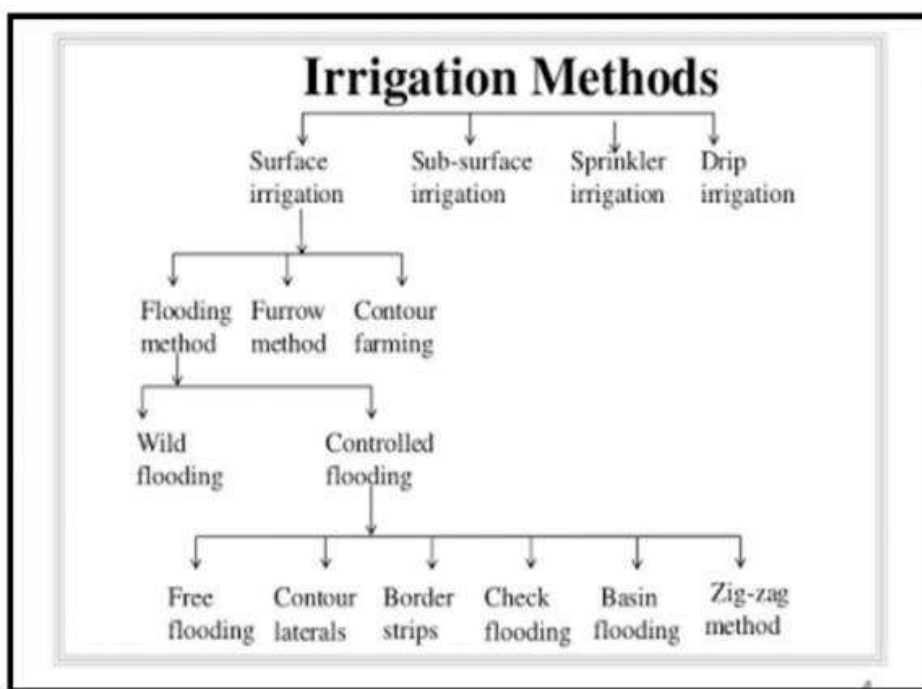 Irrigation Methods
Surface irrigation
Sub-surface irrigation
Sprinkler irrigation
Drip irrigation
Flooding method
Furrow method
Contour farming
Wild flooding
Controlled flooding
Free flooding
Contour laterals
Border strips
Check flooding
Basin flooding
Zig-zag method